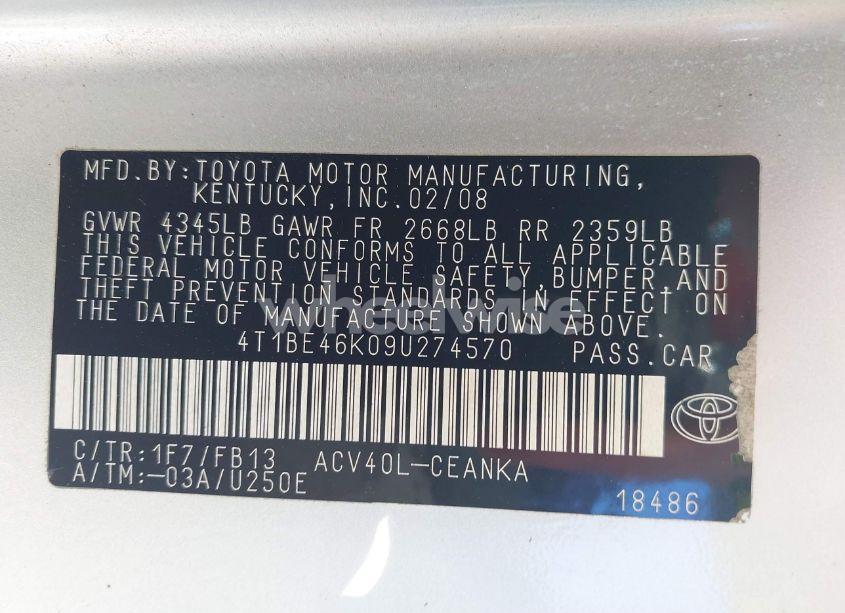 MFD.BY:TOYOTA MOTOR MANUFACTURING,
KENTUCKY,INC.02/08
GVWR 4345LB GAWR FR 2668LB RR 2359LB
THIS VEHICLE CONFORMS TO ALL APPLICABLE
FEDERAL MOTOR VEHICLE SAFETY,BUMPER,AND
THEFT PREVENTION STANDARDS IN EFFECT ON
THE DATE OF MANUFACTURE SHOWN ABOVE.
wheelwise
4T1BE46K09U274570 PASS.CAR
C/TR:1F7/FB13 ACV40L-CEANKA
A/TM:-03A/U250E
18486